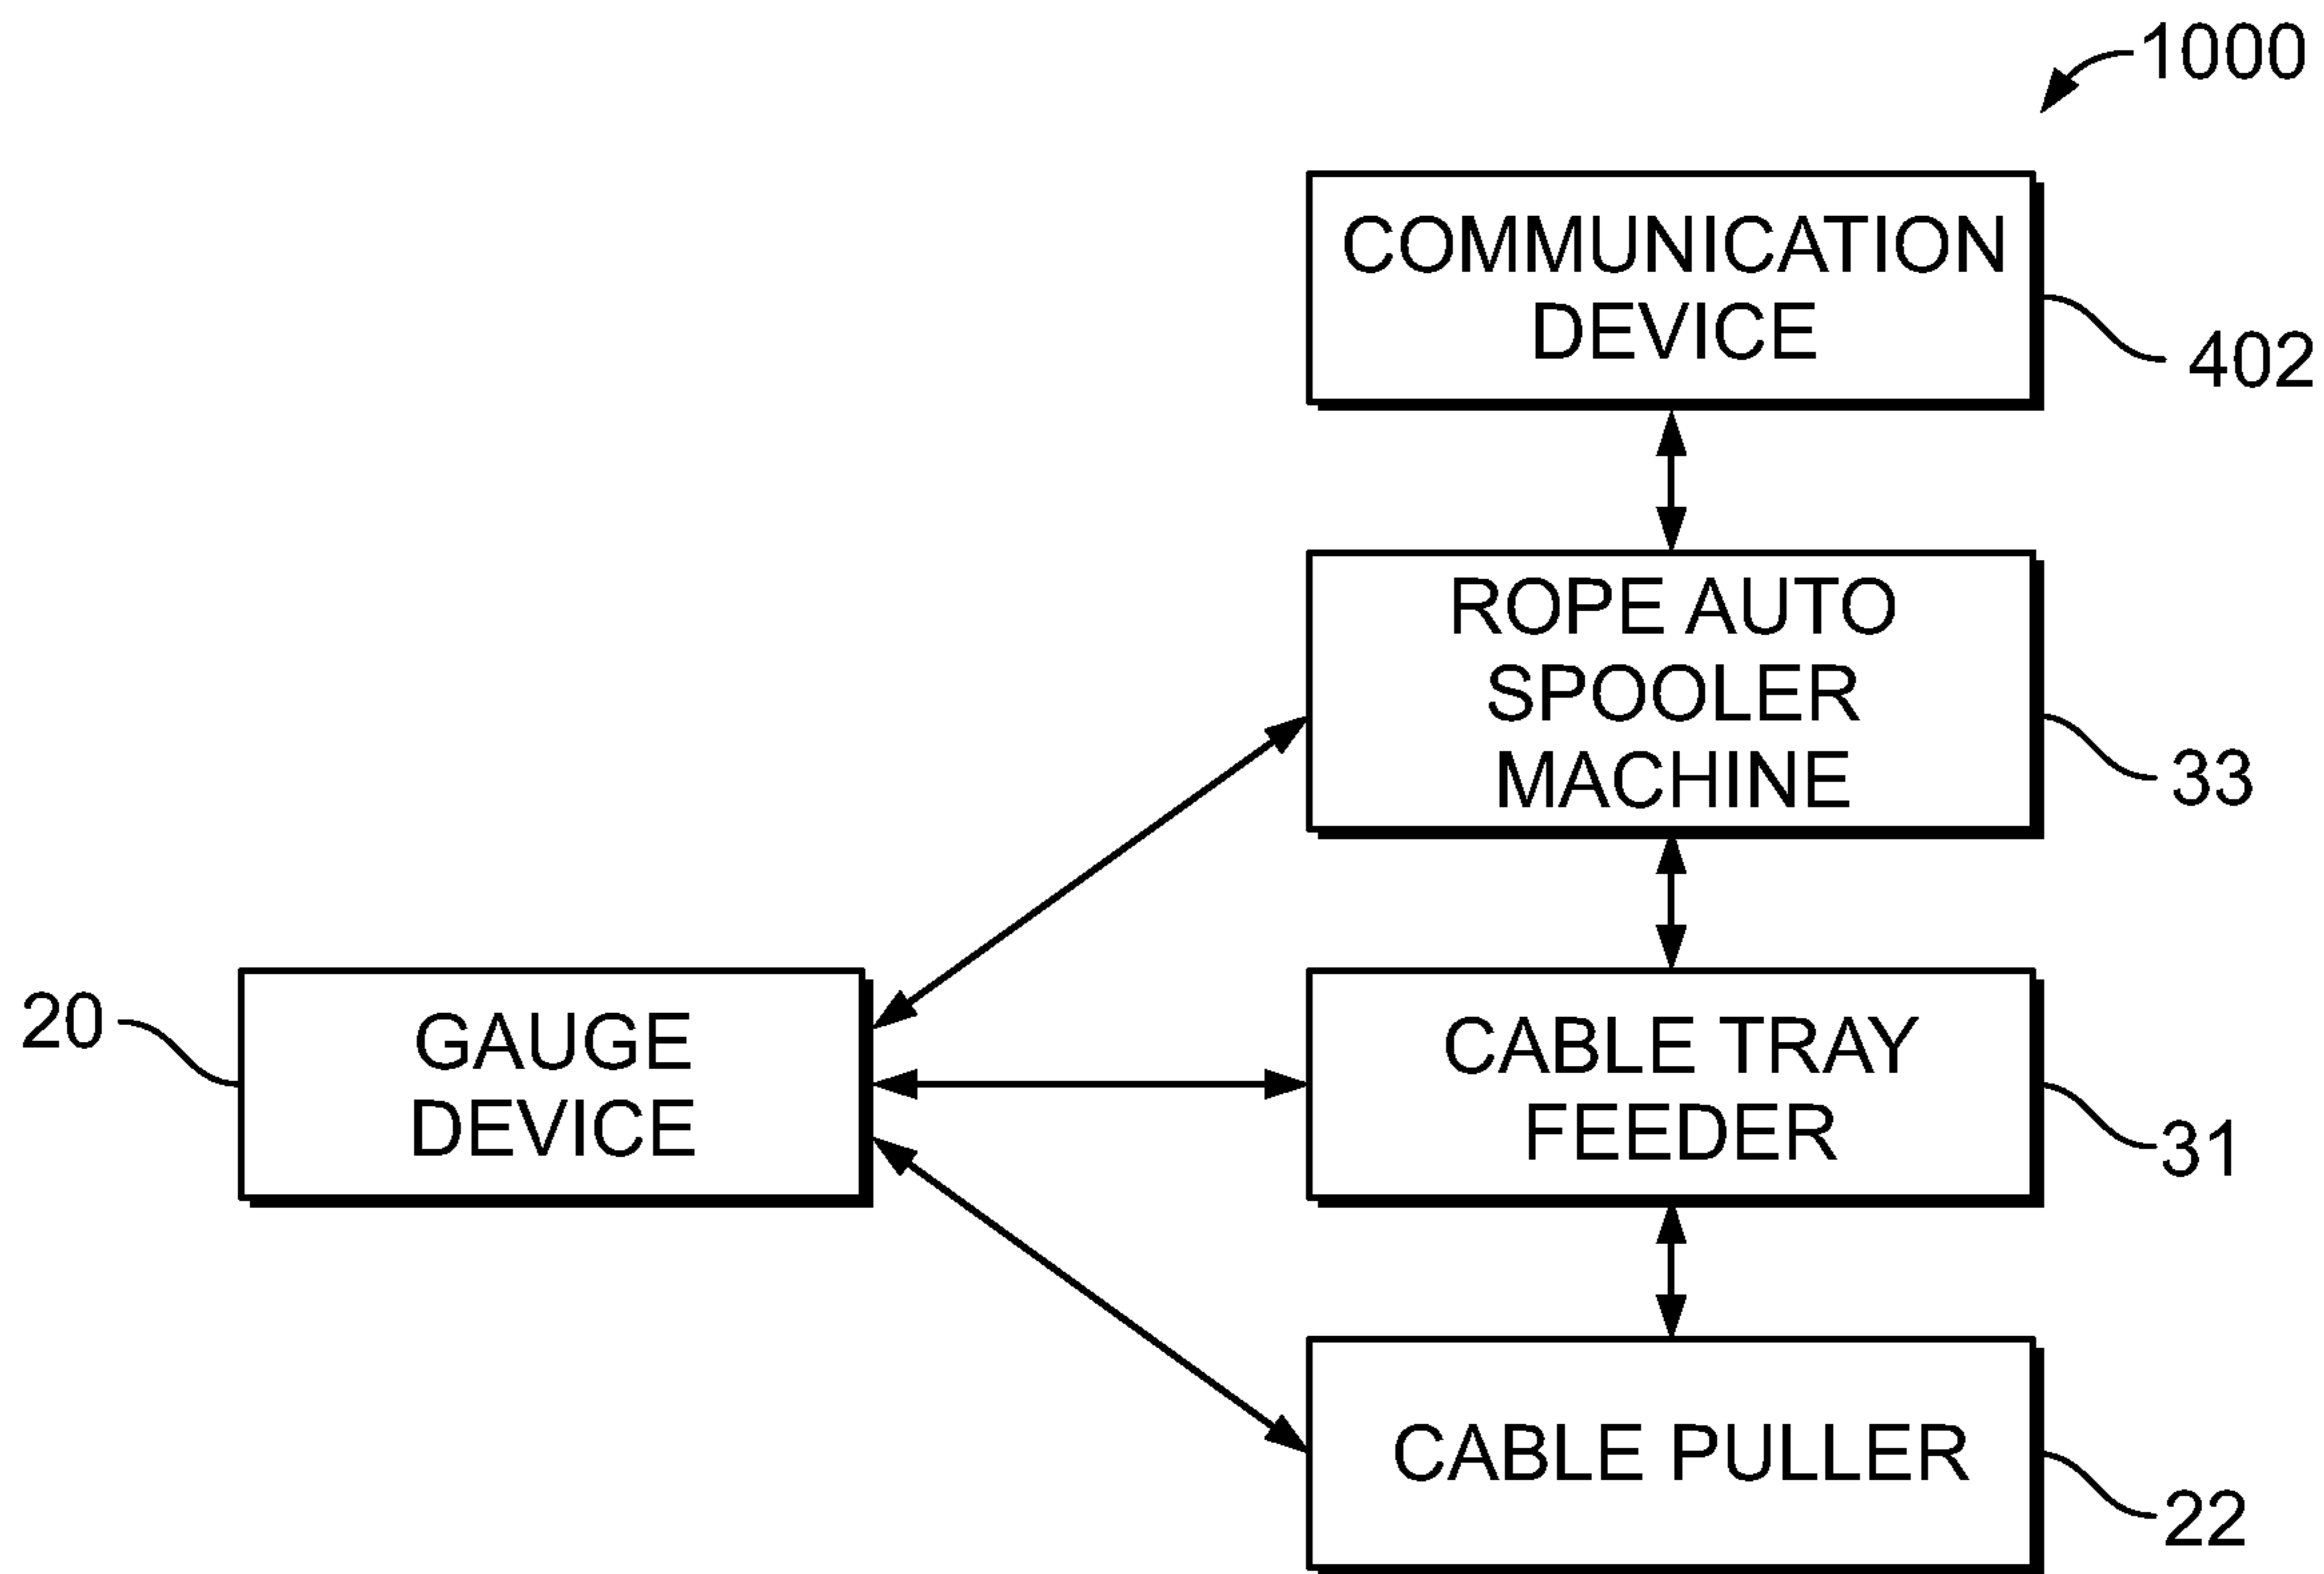 1000
COMMUNICATION
DEVICE
402
ROPE AUTO
SPOOLER
MACHINE
33
20
GAUGE
DEVICE
CABLE TRAY
FEEDER
31
CABLE PULLER
22